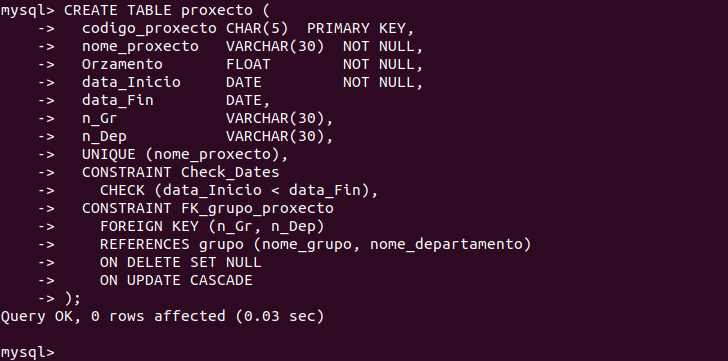 mysql> CREATE TABLE proxecto (
    ->   codigo_proxecto CHAR(5)  PRIMARY KEY,
    ->   nome_proxecto   VARCHAR(30)  NOT NULL,
    ->   Orzamento       FLOAT        NOT NULL,
    ->   data_Inicio     DATE         NOT NULL,
    ->   data_Fin        DATE,
    ->   n_Gr            VARCHAR(30),
    ->   n_Dep           VARCHAR(30),
    ->   UNIQUE (nome_proxecto),
    ->   CONSTRAINT Check_Dates
    ->     CHECK (data_Inicio < data_Fin),
    ->   CONSTRAINT FK_grupo_proxecto
    ->     FOREIGN KEY (n_Gr, n_Dep)
    ->     REFERENCES grupo (nome_grupo, nome_departamento)
    ->     ON DELETE SET NULL
    ->     ON UPDATE CASCADE
    -> );
Query OK, 0 rows affected (0.03 sec)
mysql>